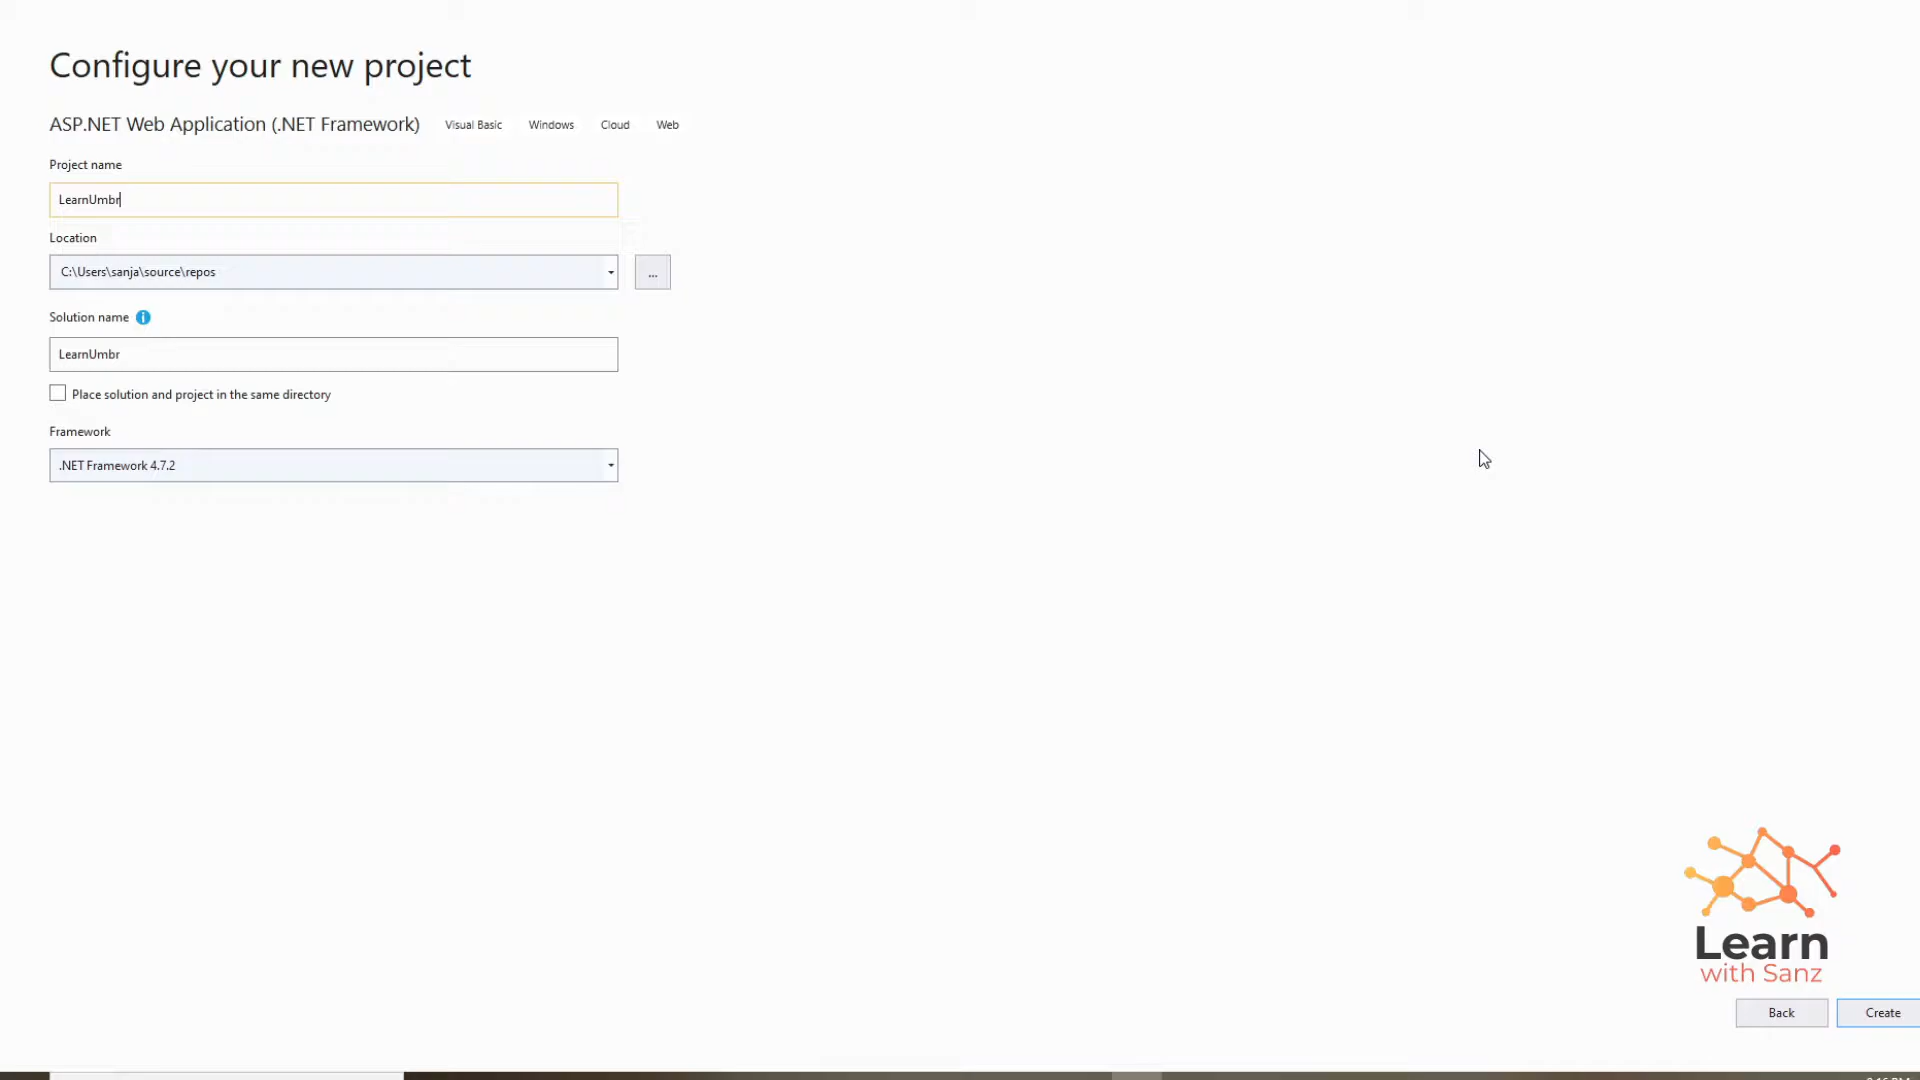 Configure your new project
ASP.NET Web Application (.NET Framework) Visual Basic Windows Cloud Web
Project name
LearnUmbr
Location
C:\Users\sanja\source\repos
...
Solution name
LearnUmbr
Place solution and project in the same directory
Framework
.NET Framework 4.7.2
Learn
with Sanz
Back Create